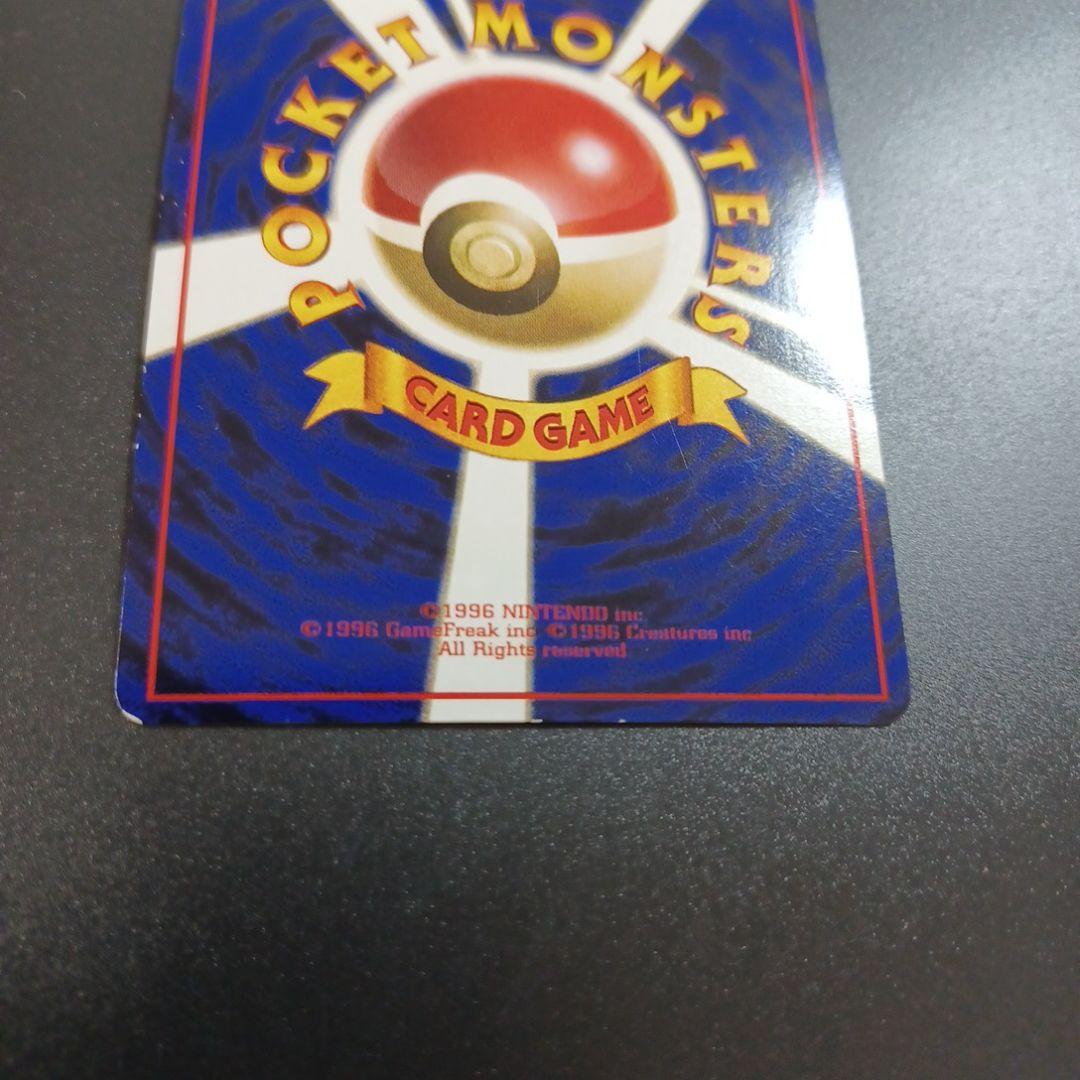 POCKET MONSTERS
CARD GAME
©1996 NINTENDO inc
©1996 GameFreak inc ©1996 Creatures inc
All Rights reserved